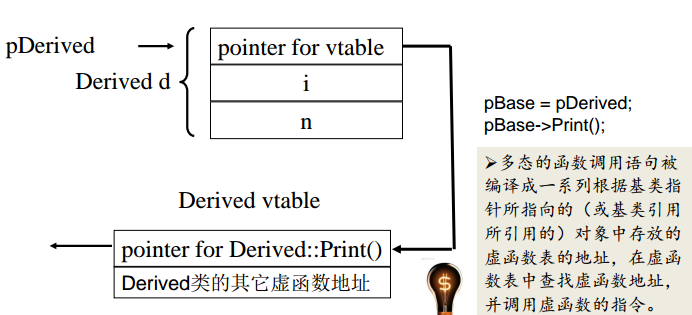 pDerived
Derived d
pointer for vtable
i
n
pBase = pDerived;
pBase->Print();
➢多态的函数调用语句被
编译成一系列根据基类指
针所指向的（或基类引用
所引用的）对象中存放的
虚函数表的地址，在虚函
数表中查找虚函数地址，
并调用虚函数的指令。
Derived vtable
pointer for Derived::Print()
Derived类的其它虚函数地址
$